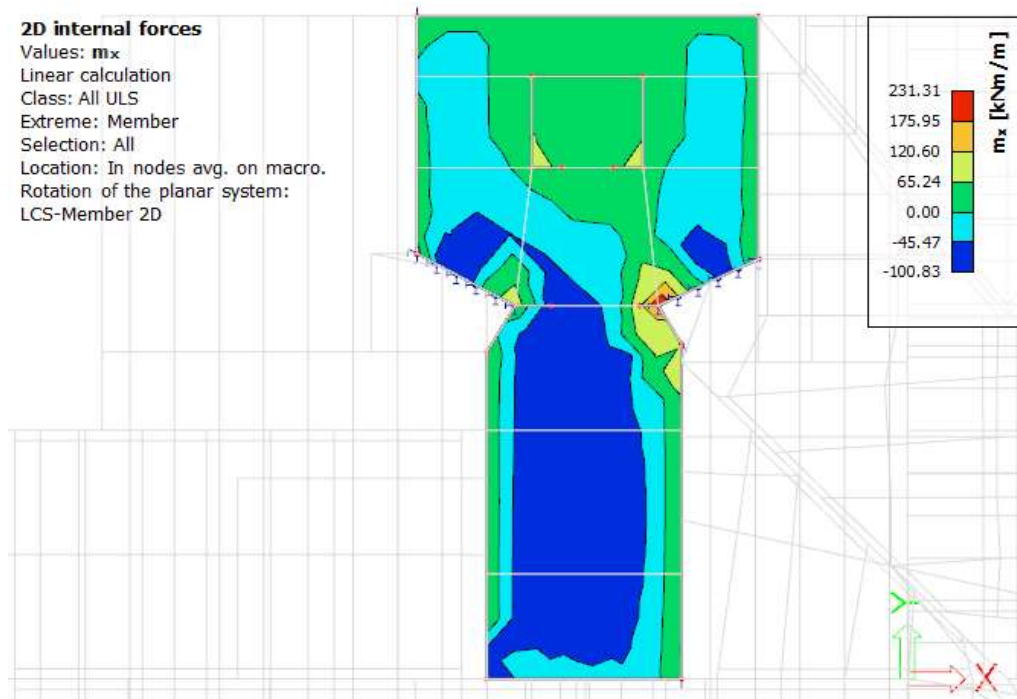 2D internal forces
Values: mx
Linear calculation
Class: All ULS
Extreme: Member
Selection: All
Location: In nodes avg. on macro.
Rotation of the planar system:
LCS-Member 2D
231.31
175.95
120.60
65.24
0.00
-45.47
-100.83
mx [kNm/m]
Y
X